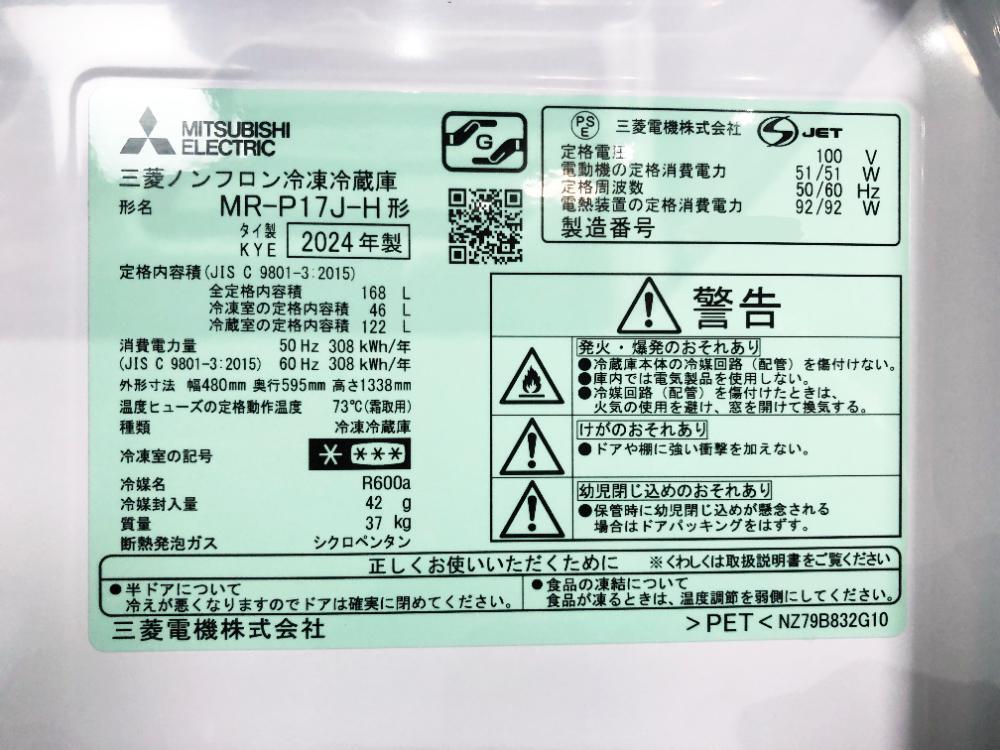 MITSUBISHI
ELECTRIC
三菱ノンフロン冷凍冷蔵庫
形名 MR-P17J-H 形
タイ製
KYE 2024年製
定格内容積(JIS C 9801-3:2015)
全定格内容積 168 L
冷凍室の定格内容積 46 L
冷蔵室の定格内容積 122 L
消費電力量 50 Hz 308 kWh/年
(JIS C 9801-3:2015) 60 Hz 308 kWh/年
外形寸法 幅480mm 奥行595mm 高さ1338mm
温度ヒューズの定格動作温度 73℃(霜取用)
種類 冷凍冷蔵庫
冷凍室の記号 * ***
冷媒名 R600a
冷媒封入量 42 g
質量 37 kg
断熱発泡ガス シクロペンタン
G
PS
E 三菱電機株式会社 JET
定格電圧 100 V
電動機の定格消費電力 51/51 W
定格周波数 50/60 Hz
電熱装置の定格消費電力 92/92 W
製造番号
警告
発火・爆発のおそれあり
●冷蔵庫本体の冷媒回路(配管)を傷付けない。
●庫内では電気製品を使用しない。
●冷媒回路(配管)を傷付けたときは、
火気の使用を避け、窓を開けて換気する。
けがのおそれあり
●ドアや棚に強い衝撃を加えない。
幼児閉じ込めのおそれあり
●保管時に幼児閉じ込めが懸念される
場合はドアパッキングをはずす。
正しくお使いいただくために ※くわしくは取扱説明書をご覧ください
●半ドアについて
冷えが悪くなりますのでドアは確実に閉めてください。
●食品の凍結について
食品が凍るときは、温度調節を弱側にしてください。
三菱電機株式会社
>PET< NZ79B832G10